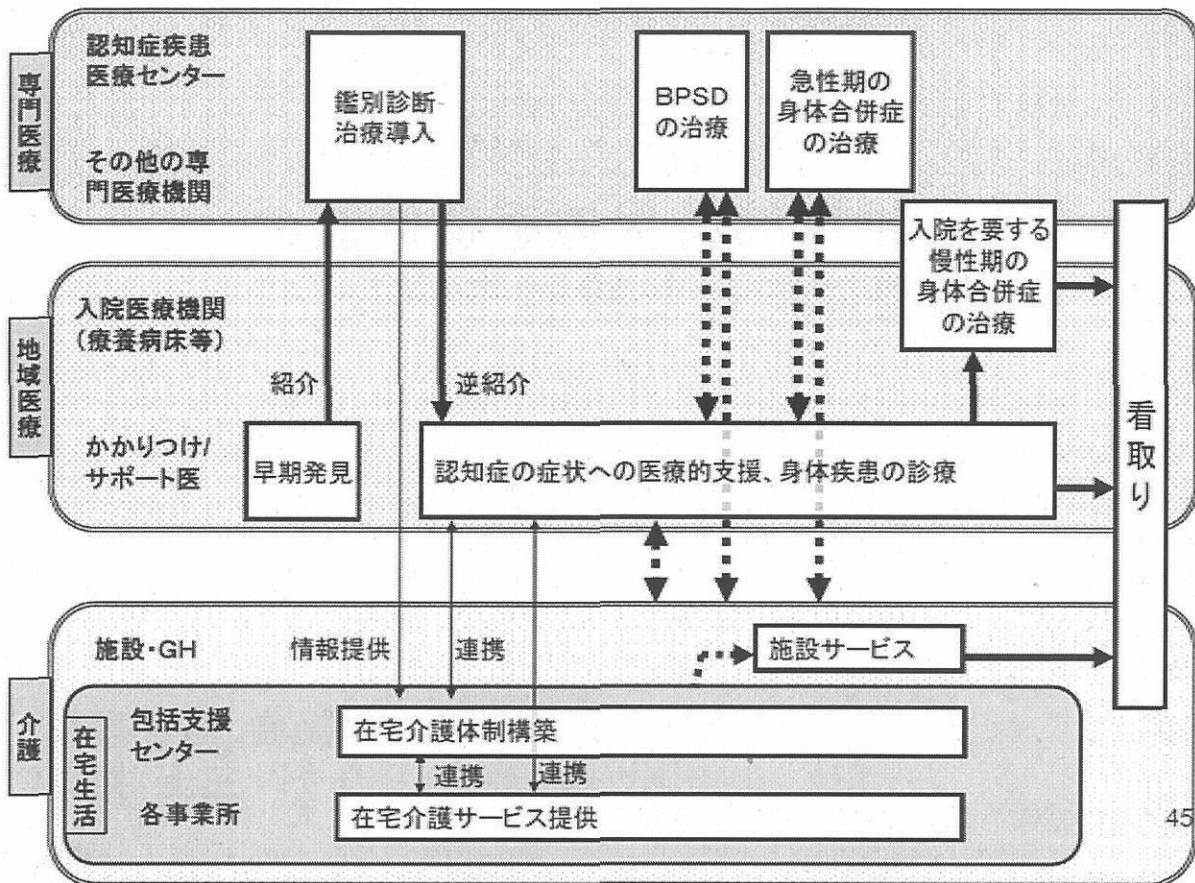 専門医療
認知症疾患
医療センター
その他の専
門医療機関
鑑別診断
治療導入
BPSD
の治療
急性期の
身体合併症
の治療
地域医療
入院医療機関
(療養病床等)
かかりつけ/
サポート医
紹介
逆紹介
早期発見
認知症の症状への医療的支援、身体疾患の診療
入院を要する
慢性期の
身体合併症
の治療
看取り
介護
施設・GH
情報提供
連携
施設サービス
在宅生活
包括支援
センター
在宅介護体制構築
連携
連携
各事業所
在宅介護サービス提供
45